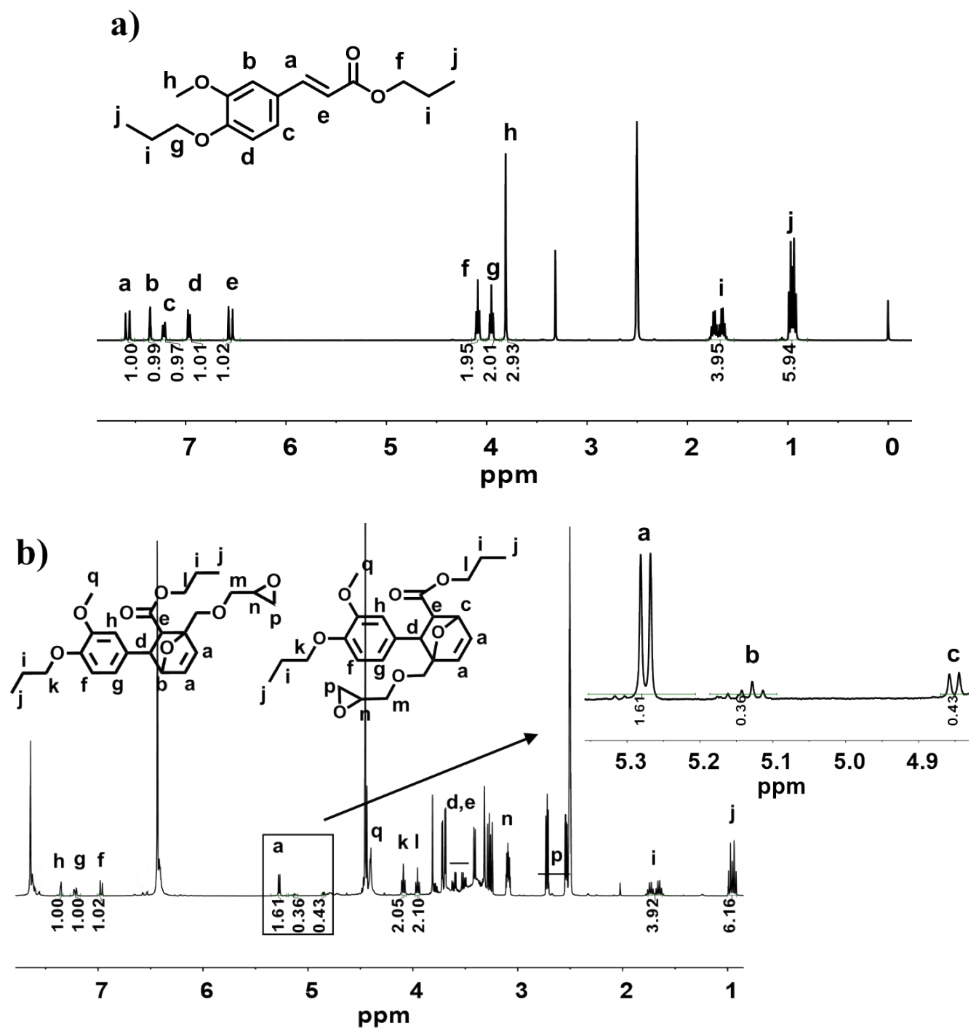 a)
b a O f j
h O
j O O
i g d c e i
h
j
f g
a b c d e i
1.00 0.99 0.97 1.01 1.02 1.95 2.01 2.93 3.95 5.94
7 6 5 4 3 2 1 0
ppm
b)
i j
q O l O m O
O h O e O n p
i O d O a
j k f g b a
i j
q O l
O h O e c
i k O d O a
j f g a
p O m
O n
a
b c
1.61 0.36 0.43
5.3 5.2 5.1 5.0 4.9
ppm
h g f a q k l d,e n p i j
1.00 1.00 1.02 1.61 0.36 0.43 2.05 2.10 3.92 6.16
7 6 5 4 3 2 1
ppm